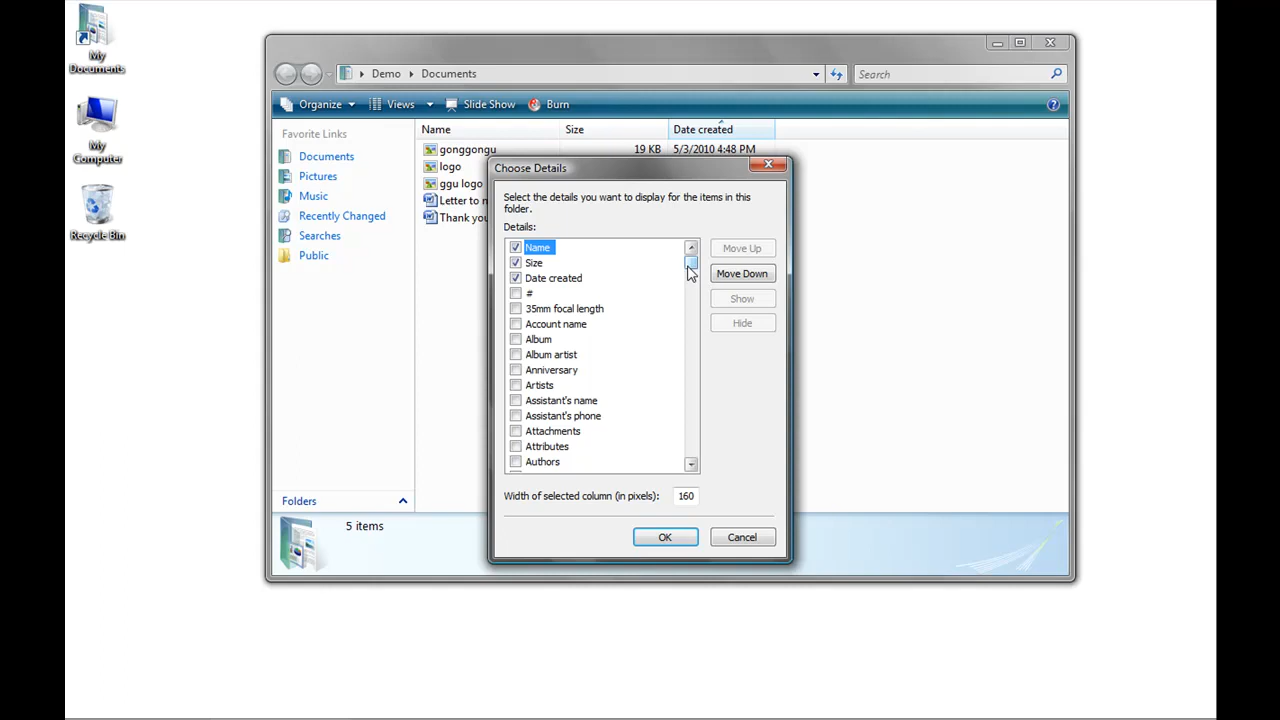 My
Documents
My
Computer
Recycle Bin
Demo Documents
Search
Organize Views Slide Show Burn
Favorite Links
Documents
Pictures
Music
Recently Changed
Searches
Public
Folders
Name Size Date created
gonggongu 19 KB 5/3/2010 4:48 PM
logo
ggu logo
Letter to
Thank you
5 items
Choose Details
Select the details you want to display for the items in this
folder.
Details:
Name
Size
Date created
#
35mm focal length
Account name
Album
Album artist
Anniversary
Artists
Assistant's name
Assistant's phone
Attachments
Attributes
Authors
Move Up
Move Down
Show
Hide
Width of selected column (in pixels): 160
OK Cancel